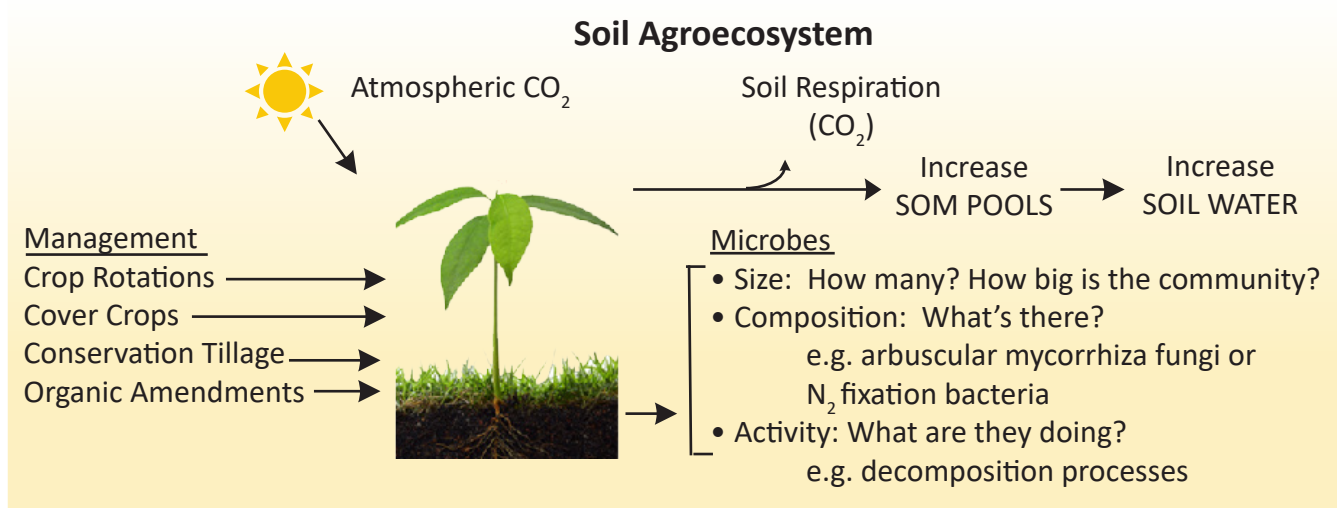 Soil Agroecosystem
Atmospheric CO₂
Soil Respiration
(CO₂)
Increase
SOM POOLS
Increase
SOIL WATER
Management
Crop Rotations
Cover Crops
Conservation Tillage
Organic Amendments
Microbes
• Size: How many? How big is the community?
• Composition: What's there?
e.g. arbuscular mycorrhiza fungi or
N₂ fixation bacteria
• Activity: What are they doing?
e.g. decomposition processes